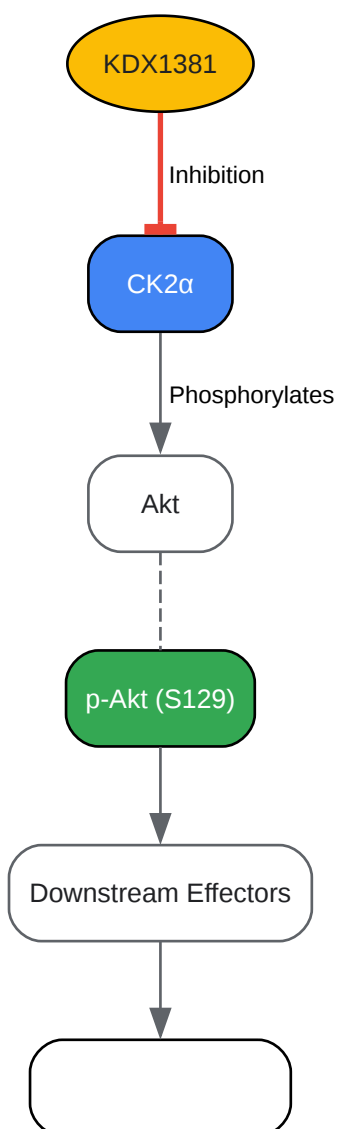 KDX1381
Inhibition
CK2α
Phosphorylates
Akt
p-Akt (S129)
Downstream Effectors